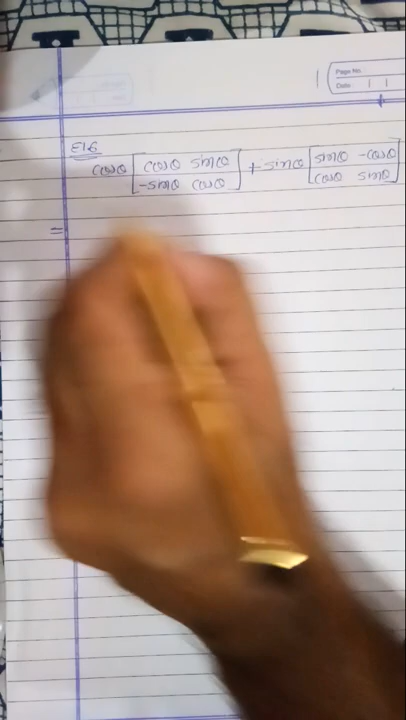 Page No.
Date
E16
cosθ [cosθ sinθ + sinθ [sinθ -cosθ
-sinθ cosθ] cosθ sinθ]
=